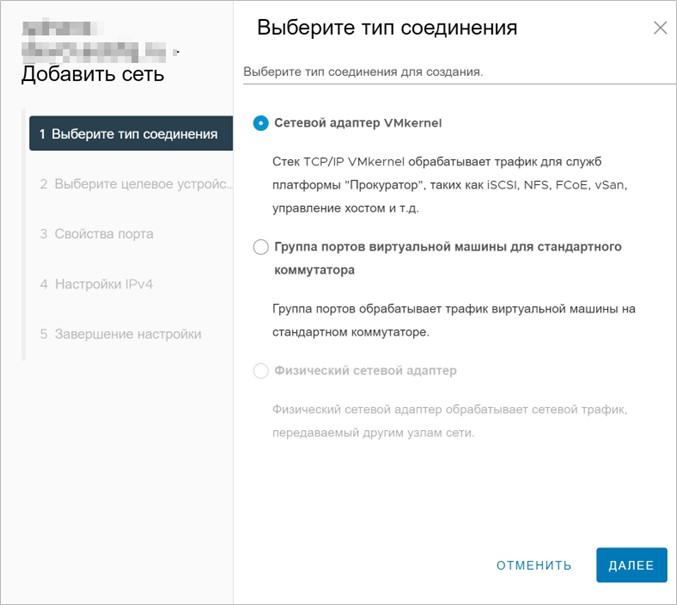 Добавить сеть
1 Выберите тип соединения
2 Выберите целевое устройс...
3 Свойства порта
4 Настройки IPv4
5 Завершение настройки
Выберите тип соединения
Выберите тип соединения для создания.
Сетевой адаптер VMkernel
Стек TCP/IP VMkernel обрабатывает трафик для служб
платформы "Прокуратор", таких как iSCSI, NFS, FCoE, vSan,
управление хостом и т.д.
Группа портов виртуальной машины для стандартного
коммутатора
Группа портов обрабатывает трафик виртуальной машины на
стандартном коммутаторе.
Физический сетевой адаптер
Физический сетевой адаптер обрабатывает сетевой трафик,
передаваемый другим узлам сети.
ОТМЕНИТЬ
ДАЛЕЕ